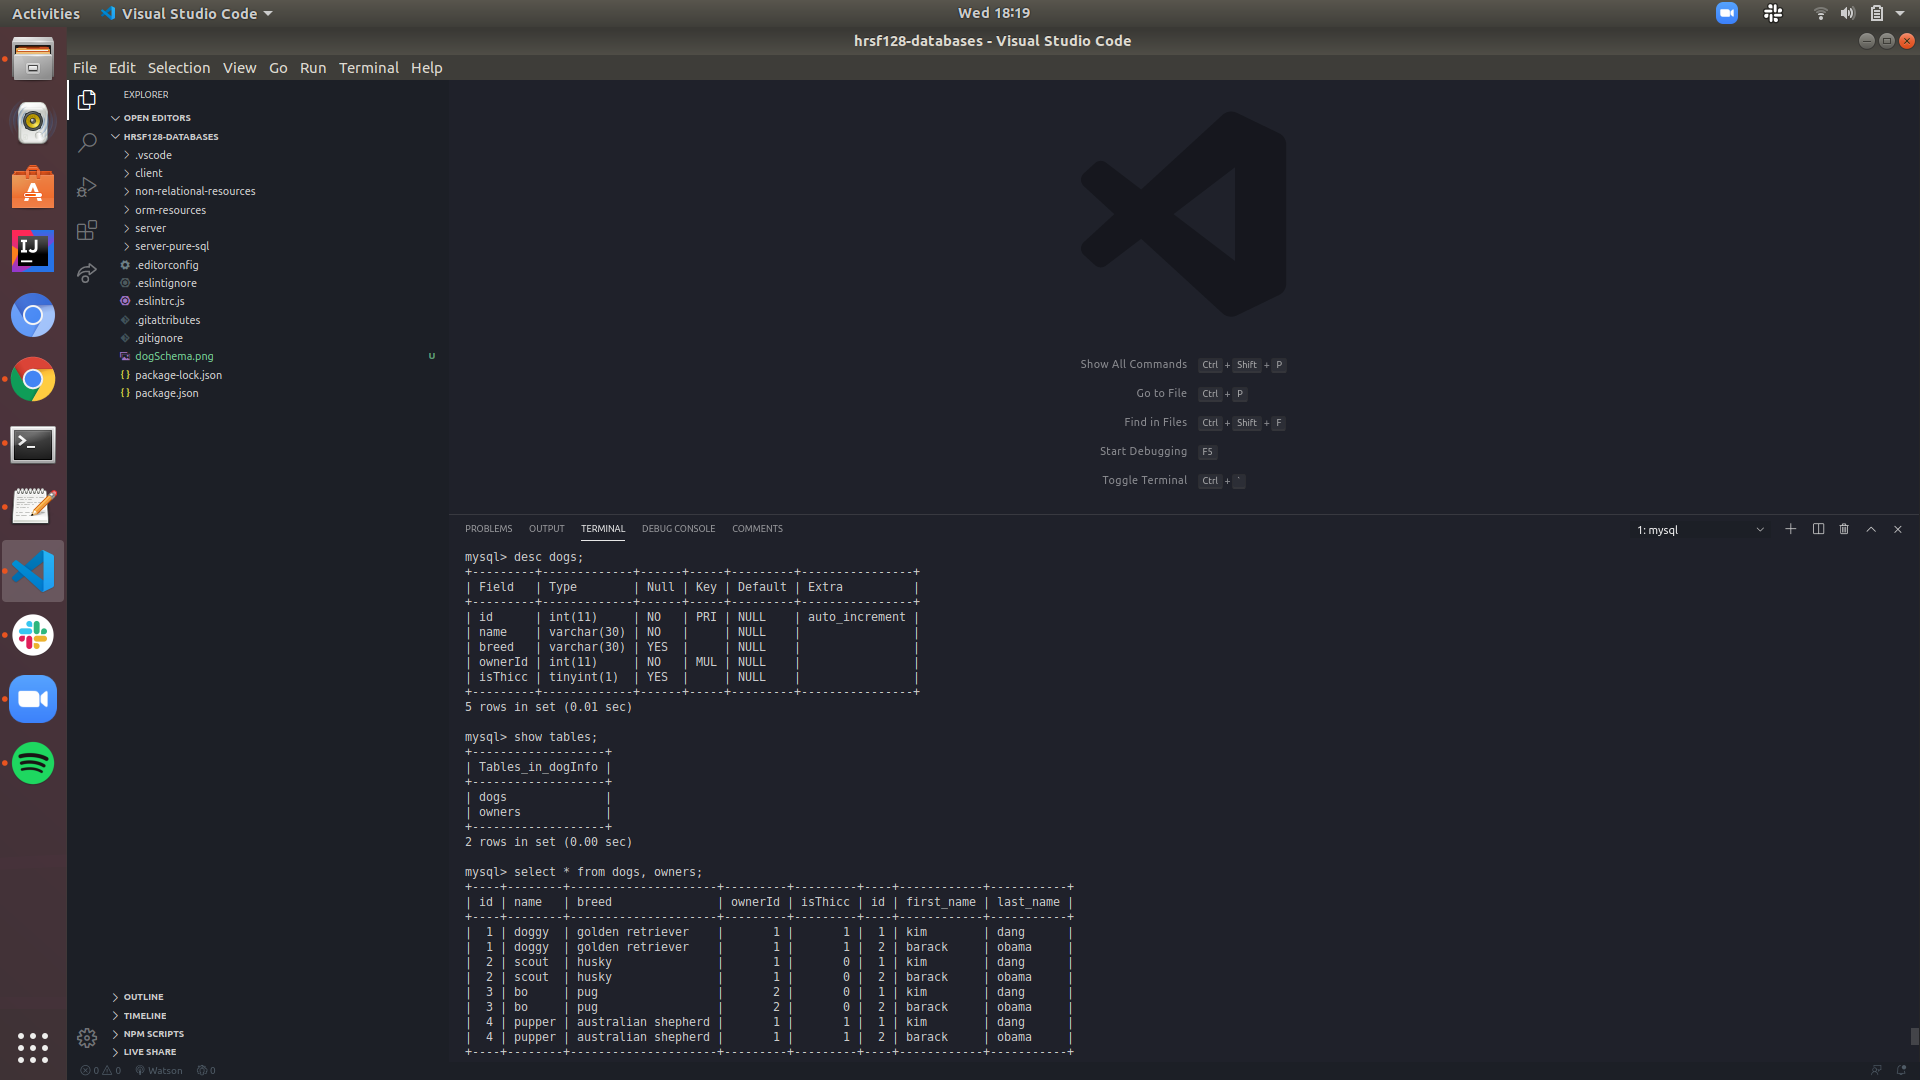 Activities Visual Studio Code Wed 18:19
hrsf128-databases - Visual Studio Code
File Edit Selection View Go Run Terminal Help
EXPLORER
OPEN EDITORS
HRSF128-DATABASES
.vscode
client
non-relational-resources
orm-resources
server
server-pure-sql
.editorconfig
.eslintignore
.eslintrc.js
.gitattributes
.gitignore
dogSchema.png U
package-lock.json
package.json
OUTLINE
TIMELINE
NPM SCRIPTS
LIVE SHARE
Show All Commands Ctrl + Shift + P
Go to File Ctrl + P
Find in Files Ctrl + Shift + F
Start Debugging F5
Toggle Terminal Ctrl + `
PROBLEMS OUTPUT TERMINAL DEBUG CONSOLE COMMENTS 1: mysql
mysql> desc dogs;
+---------+-------------+------+-----+---------+----------------+
| Field   | Type        | Null | Key | Default | Extra          |
+---------+-------------+------+-----+---------+----------------+
| id      | int(11)     | NO   | PRI | NULL    | auto_increment |
| name    | varchar(30) | NO   |     | NULL    |                |
| breed   | varchar(30) | YES  |     | NULL    |                |
| ownerId | int(11)     | NO   | MUL | NULL    |                |
| isThicc | tinyint(1)  | YES  |     | NULL    |                |
+---------+-------------+------+-----+---------+----------------+
5 rows in set (0.01 sec)
mysql> show tables;
+-------------------+
| Tables_in_dogInfo |
+-------------------+
| dogs              |
| owners            |
+-------------------+
2 rows in set (0.00 sec)
mysql> select * from dogs, owners;
+----+--------+---------------------+---------+---------+----+------------+-----------+
| id | name   | breed               | ownerId | isThicc | id | first_name | last_name |
+----+--------+---------------------+---------+---------+----+------------+-----------+
|  1 | doggy  | golden retriever    |       1 |       1 |  1 | kim        | dang      |
|  1 | doggy  | golden retriever    |       1 |       1 |  2 | barack     | obama     |
|  2 | scout  | husky               |       1 |       0 |  1 | kim        | dang      |
|  2 | scout  | husky               |       1 |       0 |  2 | barack     | obama     |
|  3 | bo     | pug                 |       2 |       0 |  1 | kim        | dang      |
|  3 | bo     | pug                 |       2 |       0 |  2 | barack     | obama     |
|  4 | pupper | australian shepherd |       1 |       1 |  1 | kim        | dang      |
|  4 | pupper | australian shepherd |       1 |       1 |  2 | barack     | obama     |
+----+--------+---------------------+---------+---------+----+------------+-----------+
0 0 Watson 0